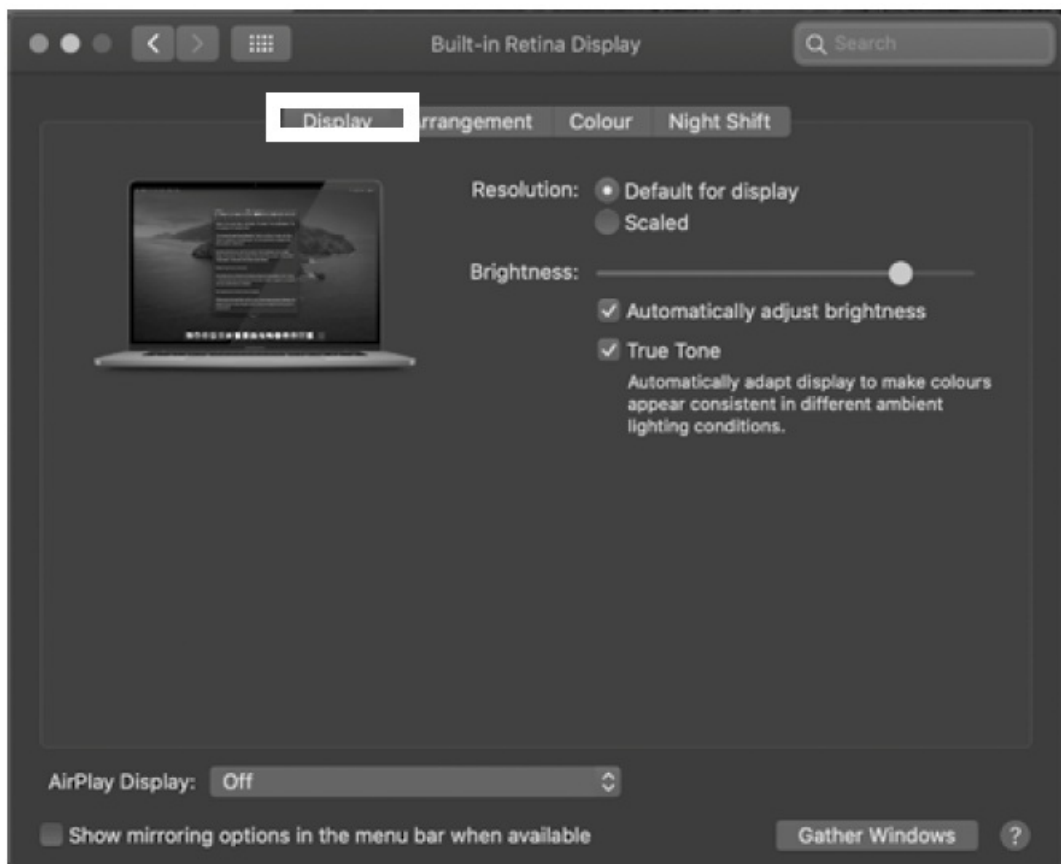 Built-in Retina Display
Search
Display
Arrangement
Colour
Night Shift
Resolution:
Default for display
Scaled
Brightness:
Automatically adjust brightness
True Tone
Automatically adapt display to make colours
appear consistent in different ambient
lighting conditions.
AirPlay Display:
Off
Show mirroring options in the menu bar when available
Gather Windows
?